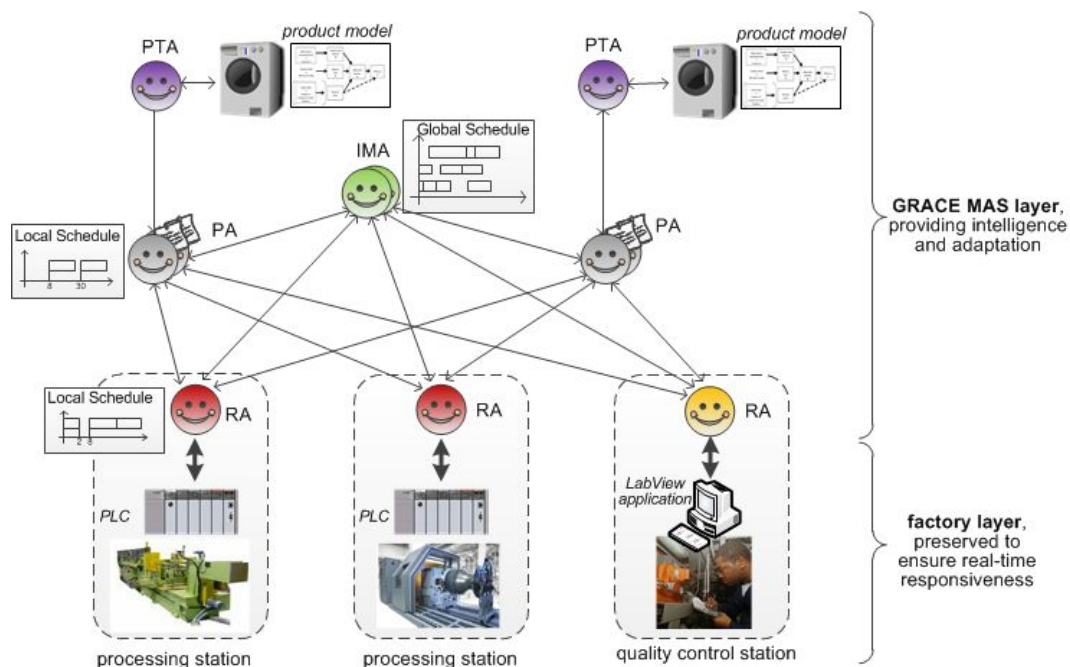 product model
PTA
product model
PTA
Global Schedule
IMA
PA
PA
Local Schedule
8
30
GRACE MAS layer,
providing intelligence
and adaptation
Local Schedule
2
8
RA
RA
RA
PLC
PLC
LabView
application
factory layer,
preserved to
ensure real-time
responsiveness
processing station
processing station
quality control station